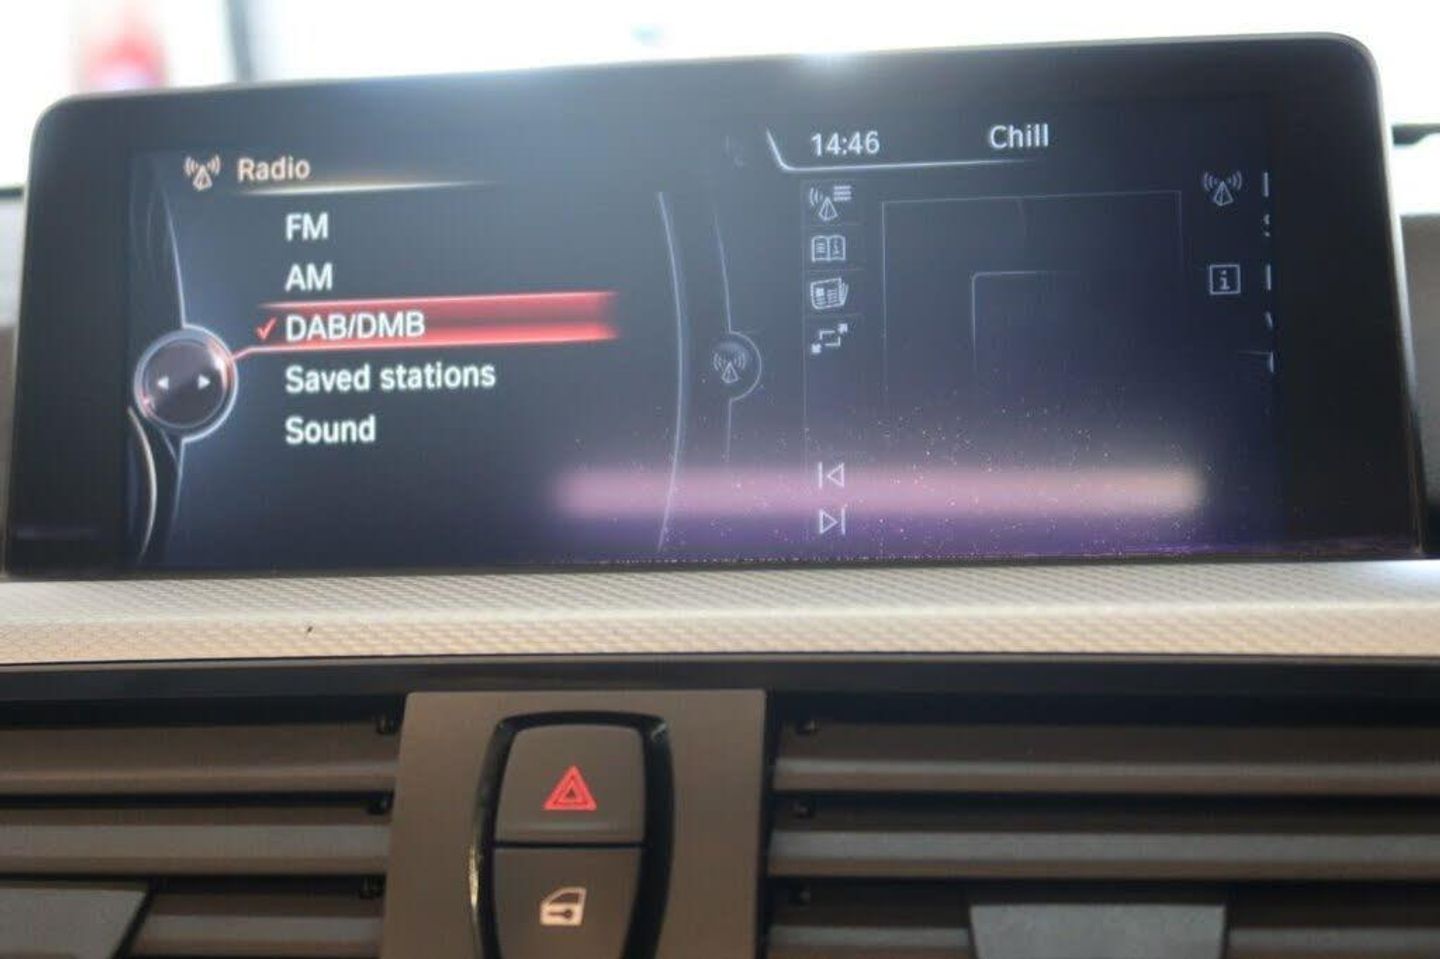 Radio
FM
AM
DAB/DMB
Saved stations
Sound
14:46
Chill